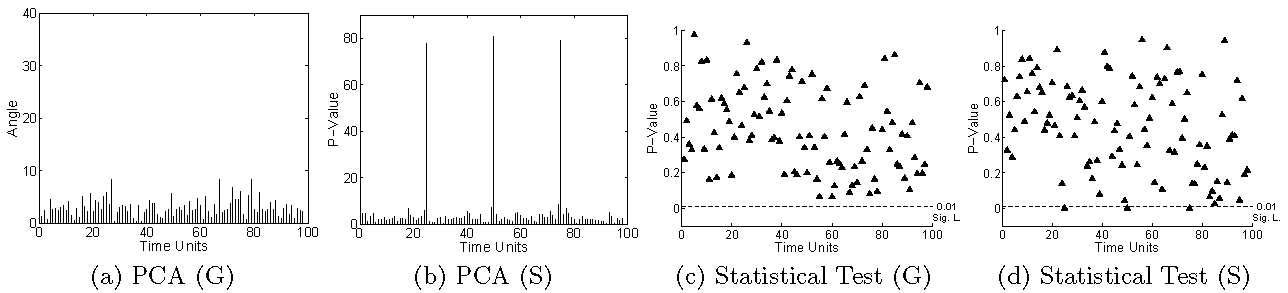 40
30
20
10
0
Angle
0 20 40 60 80 100
Time Units
(a) PCA (G)
80
60
40
20
0
P-Value
0 20 40 60 80 100
Time Units
(b) PCA (S)
1
0.8
0.6
0.4
0.2
0
P-Value
0.01
Sig. L.
0 20 40 60 80 100
Time Units
(c) Statistical Test (G)
1
0.8
0.6
0.4
0.2
0
P-Value
0.01
Sig. L.
0 20 40 60 80 100
Time Units
(d) Statistical Test (S)